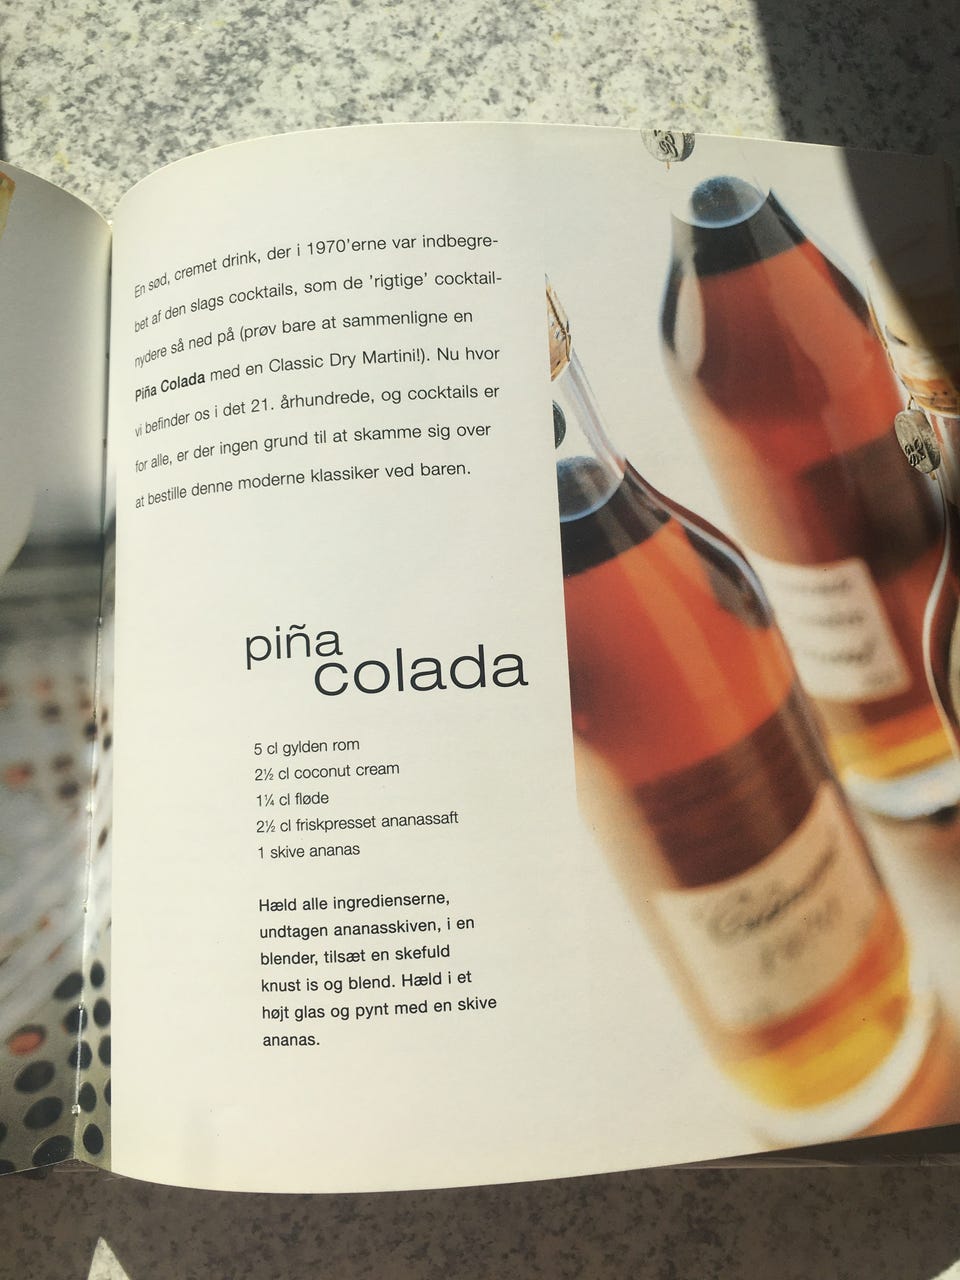 En sød, cremet drink, der i 1970'erne var indbegre-
bet af den slags cocktails, som de 'rigtige' cocktail-
nydere så ned på (prøv bare at sammenligne en
Piña Colada med en Classic Dry Martini!). Nu hvor
vi befinder os i det 21. århundrede, og cocktails er
for alle, er der ingen grund til at skamme sig over
at bestille denne moderne klassiker ved baren.
piña
colada
5 cl gylden rom
2½ cl coconut cream
1¼ cl fløde
2½ cl friskpresset ananassaft
1 skive ananas
Hæld alle ingredienserne,
undtagen ananasskiven, i en
blender, tilsæt en skefuld
knust is og blend. Hæld i et
højt glas og pynt med en skive
ananas.